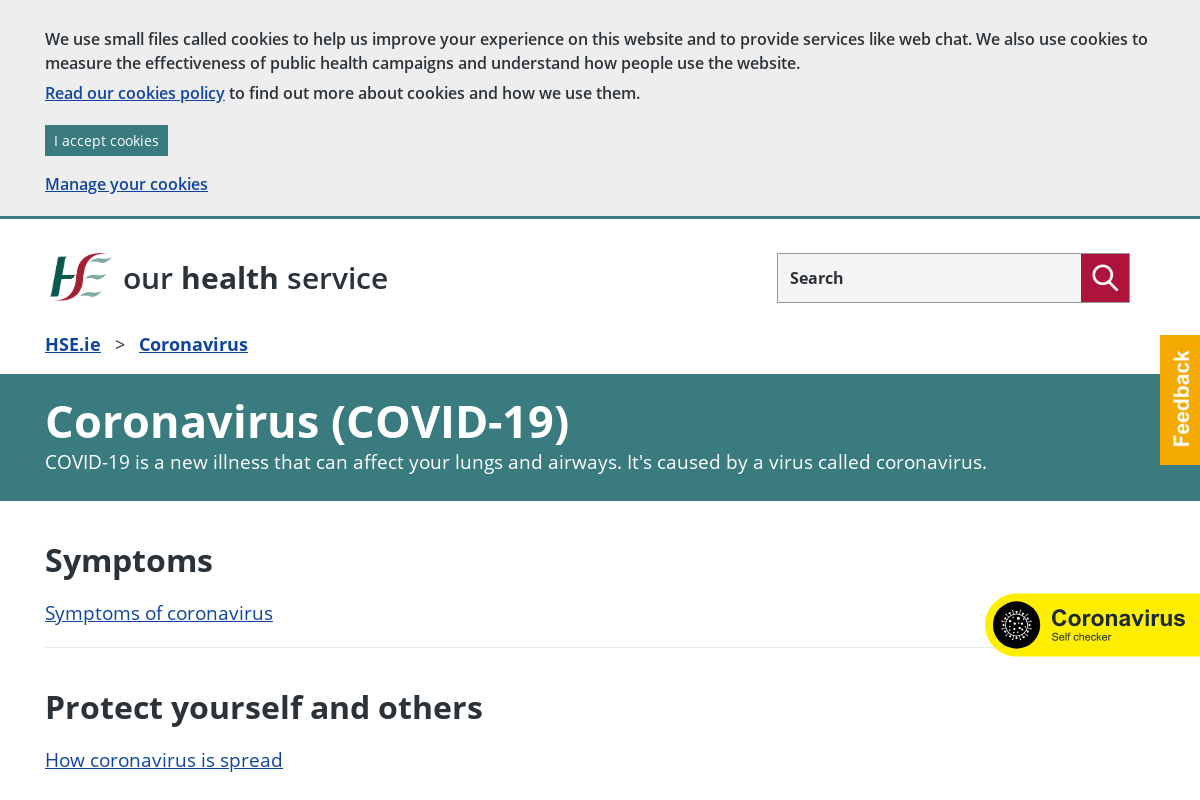 We use small files called cookies to help us improve your experience on this website and to provide services like web chat. We also use cookies to
measure the effectiveness of public health campaigns and understand how people use the website.
Read our cookies policy to find out more about cookies and how we use them.
I accept cookies
Manage your cookies
HSE our health service
Search
HSE.ie > Coronavirus
Feedback
Coronavirus (COVID-19)
COVID-19 is a new illness that can affect your lungs and airways. It's caused by a virus called coronavirus.
Symptoms
Symptoms of coronavirus
Coronavirus
Self checker
Protect yourself and others
How coronavirus is spread